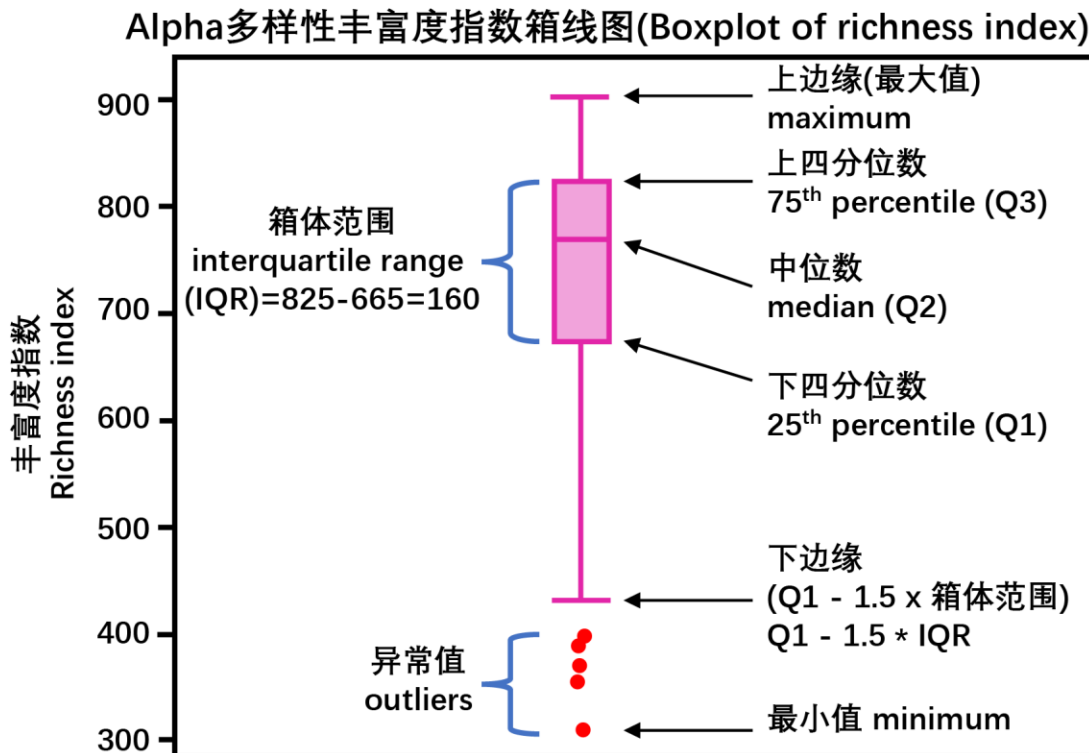 Alpha多样性丰富度指数箱线图(Boxplot of richness index)
丰富度指数
Richness index
900
800
700
600
500
400
300
箱体范围
interquartile range
(IQR)=825-665=160
异常值
outliers
上边缘(最大值)
maximum
上四分位数
75th percentile (Q3)
中位数
median (Q2)
下四分位数
25th percentile (Q1)
下边缘
(Q1 - 1.5 x 箱体范围)
Q1 - 1.5 * IQR
最小值 minimum